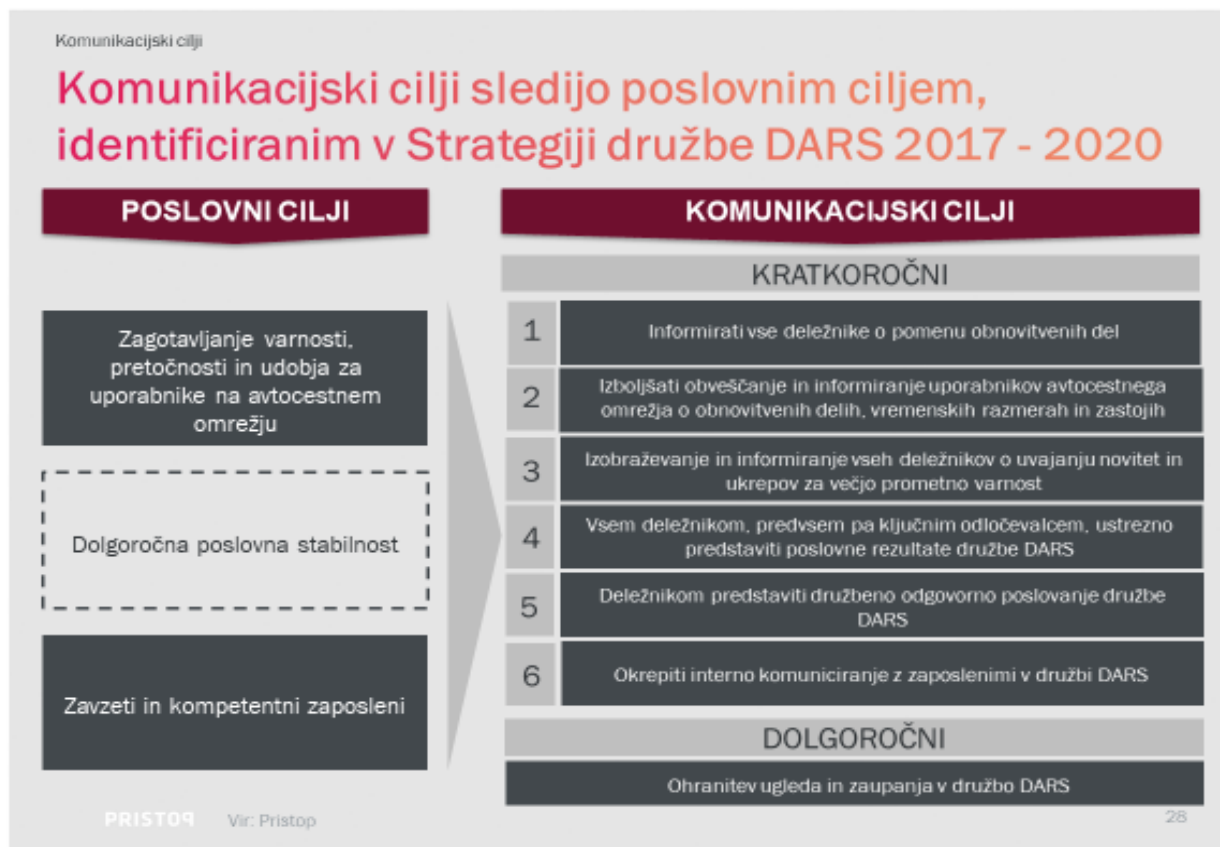 Komunikacijski cilji
Komunikacijski cilji sledijo poslovnim ciljem,
identificiranim v Strategiji družbe DARS 2017 - 2020
POSLOVNI CILJI
Zagotavljanje varnosti,
pretočnosti in udobja za
uporabnike na avtocestnem
omrežju
Dolgoročna poslovna stabilnost
Zavzeti in kompetentni zaposleni
KOMUNIKACIJSKI CILJI
KRATKOROČNI
1
Informirati vse deležnike o pomenu obnovitvenih del
2
Izboljšati obveščanje in informiranje uporabnikov avtocestnega
omrežja o obnovitvenih delih, vremenskih razmerah in zastojih
3
Izobraževanje in informiranje vseh deležnikov o uvajanju novitet in
ukrepov za večjo prometno varnost
4
Vsem deležnikom, predvsem pa ključnim odločevalcem, ustrezno
predstaviti poslovne rezultate družbe DARS
5
Deležnikom predstaviti družbeno odgovorno poslovanje družbe
DARS
6
Okrepiti interno komuniciranje z zaposlenimi v družbi DARS
DOLGOROČNI
Ohranitev ugleda in zaupanja v družbo DARS
PRISTOP
Vir: Pristop
28